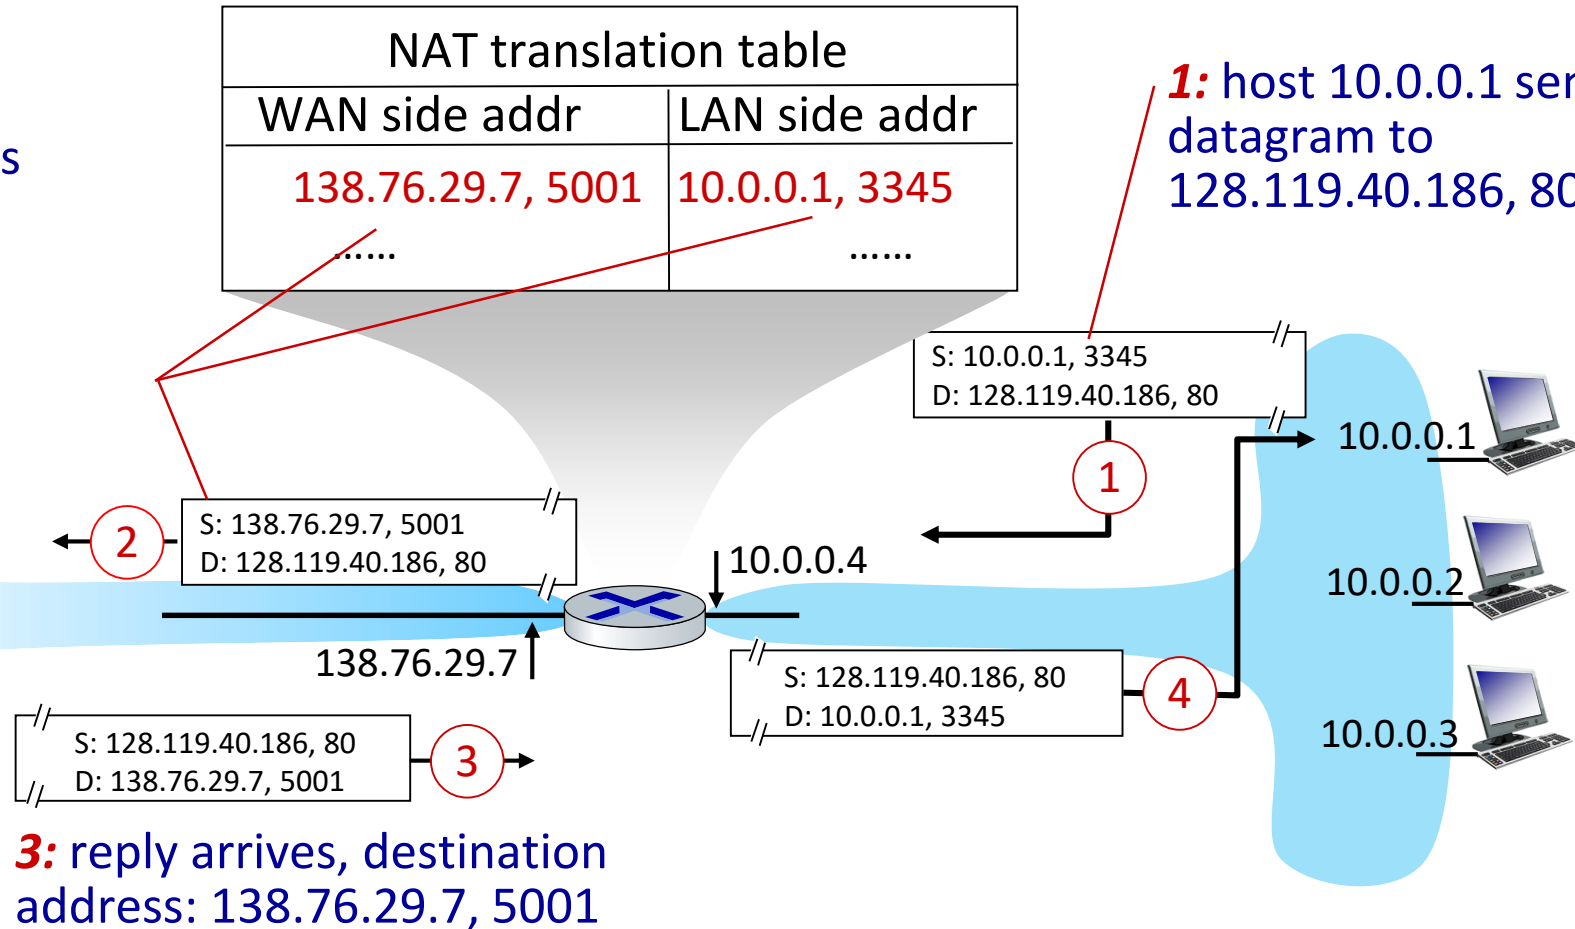 NAT translation table
WAN side addr LAN side addr
138.76.29.7, 5001 10.0.0.1, 3345
…… ……
s
1: host 10.0.0.1
datagram to
128.119.40.186, 80
S: 10.0.0.1, 3345
D: 128.119.40.186, 80
1
10.0.0.1
2
S: 138.76.29.7, 5001
D: 128.119.40.186, 80
10.0.0.4
10.0.0.2
138.76.29.7
S: 128.119.40.186, 80
D: 10.0.0.1, 3345
4
10.0.0.3
S: 128.119.40.186, 80
D: 138.76.29.7, 5001
3
3: reply arrives, destination
address: 138.76.29.7, 5001